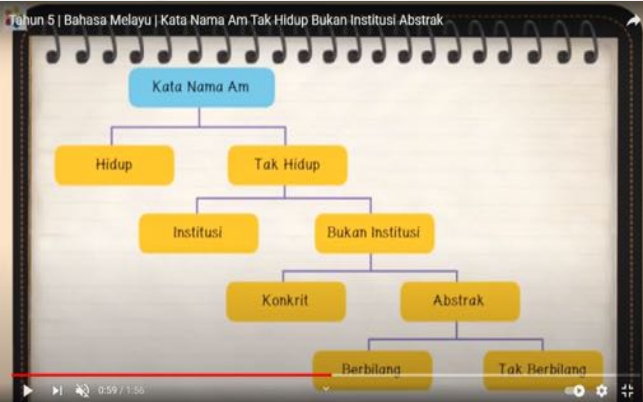 Tahun 5 | Bahasa Melayu | Kata Nama Am Tak Hidup Bukan Institusi Abstrak
Kata Nama Am
Hidup
Tak Hidup
Institusi
Bukan Institusi
Konkrit
Abstrak
Berbilang
Tak Berbilang
0:59 / 1:56